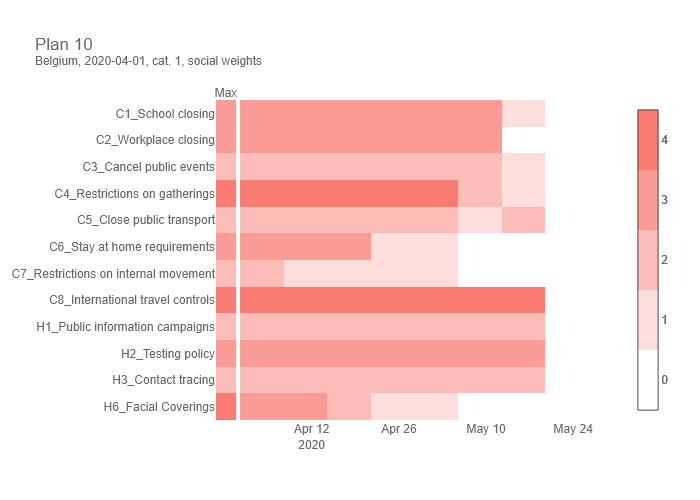 Plan 10
Belgium, 2020-04-01, cat. 1, social weights
Max
C1_School closing
C2_Workplace closing
C3_Cancel public events
C4_Restrictions on gatherings
C5_Close public transport
C6_Stay at home requirements
C7_Restrictions on internal movement
C8_International travel controls
H1_Public information campaigns
H2_Testing policy
H3_Contact tracing
H6_Facial Coverings
Apr 12
2020
Apr 26
May 10
May 24
4
3
2
1
0